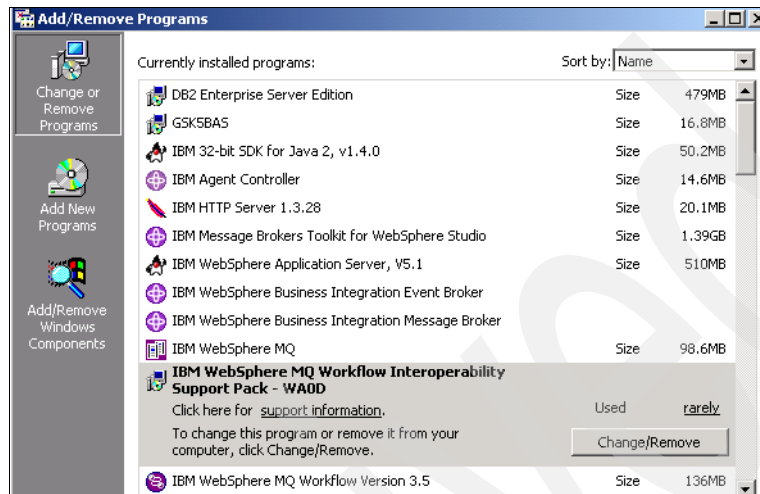 Add/Remove Programs
Change or
Remove
Programs
Add New
Programs
Add/Remove
Windows
Components
Currently installed programs:
Sort by: Name
DB2 Enterprise Server Edition Size 479MB
GSK5BAS Size 16.8MB
IBM 32-bit SDK for Java 2, v1.4.0 Size 50.2MB
IBM Agent Controller Size 14.6MB
IBM HTTP Server 1.3.28 Size 20.1MB
IBM Message Brokers Toolkit for WebSphere Studio Size 1.39GB
IBM WebSphere Application Server, V5.1 Size 510MB
IBM WebSphere Business Integration Event Broker
IBM WebSphere Business Integration Message Broker
IBM WebSphere MQ Size 98.6MB
IBM WebSphere MQ Workflow Interoperability
Support Pack - WA0D
Click here for support information. Used rarely
To change this program or remove it from your
computer, click Change/Remove.
Change/Remove
IBM WebSphere MQ Workflow Version 3.5 Size 136MB